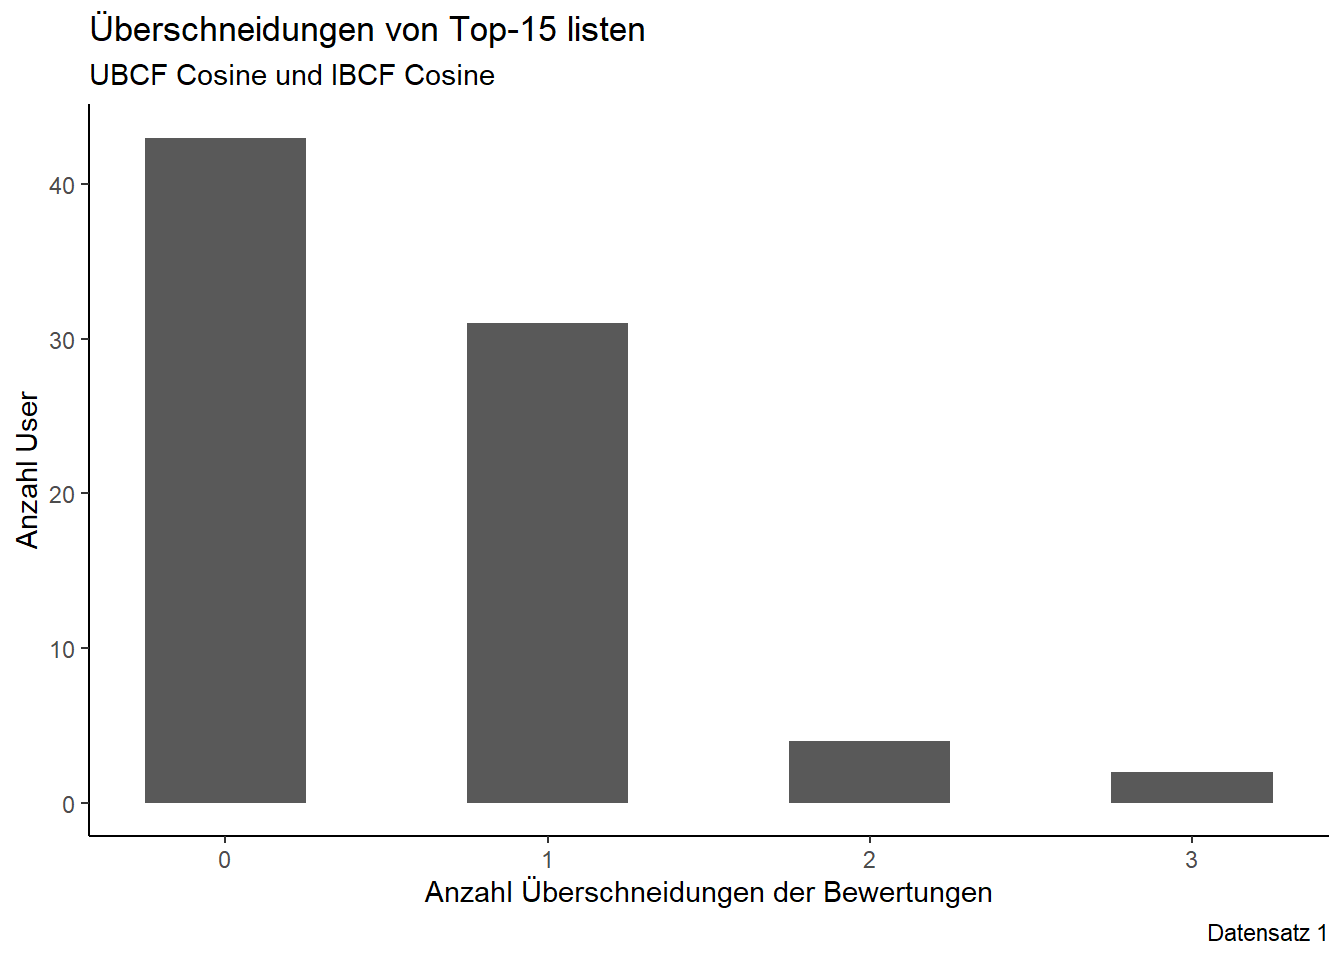 Überschneidungen von Top-15 listen
UBCF Cosine und IBCF Cosine
Anzahl User
40
30
20
10
0
0 1 2 3
Anzahl Überschneidungen der Bewertungen
Datensatz 1